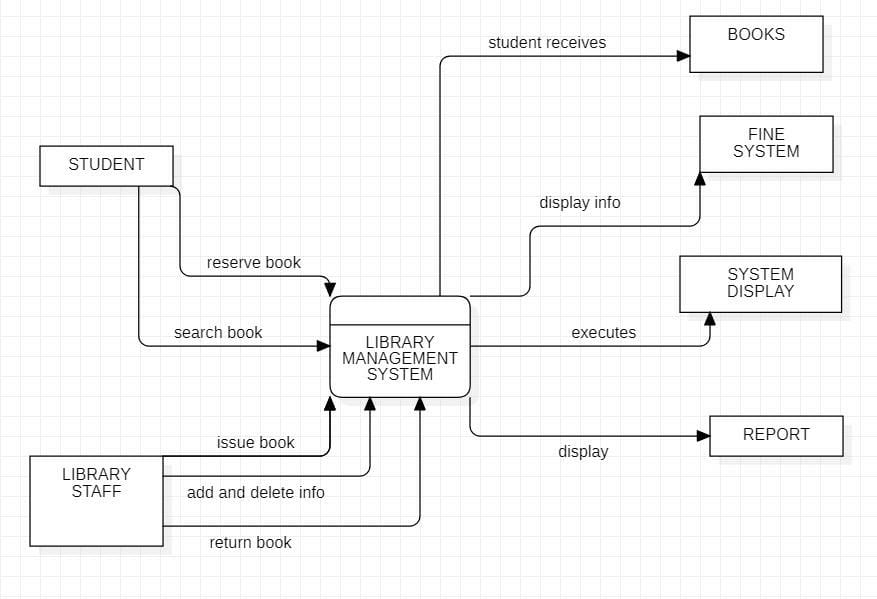 BOOKS
student receives
FINE
SYSTEM
STUDENT
display info
reserve book
SYSTEM
DISPLAY
search book
executes
LIBRARY
MANAGEMENT
SYSTEM
issue book
REPORT
display
LIBRARY
STAFF
add and delete info
return book